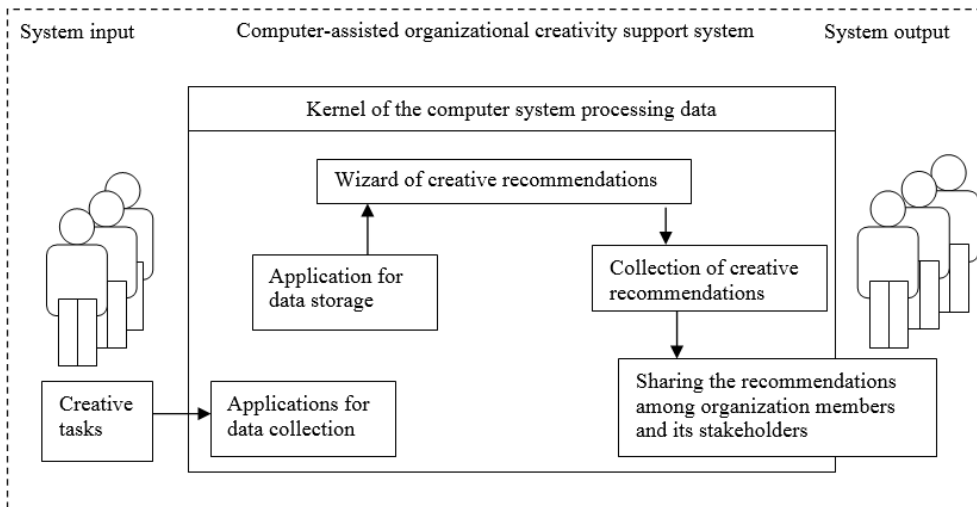 System input
Computer-assisted organizational creativity support system
System output
Kernel of the computer system processing data
Wizard of creative recommendations
Application for
data storage
Collection of creative
recommendations
Creative
tasks
Applications for
data collection
Sharing the recommendations
among organization members
and its stakeholders